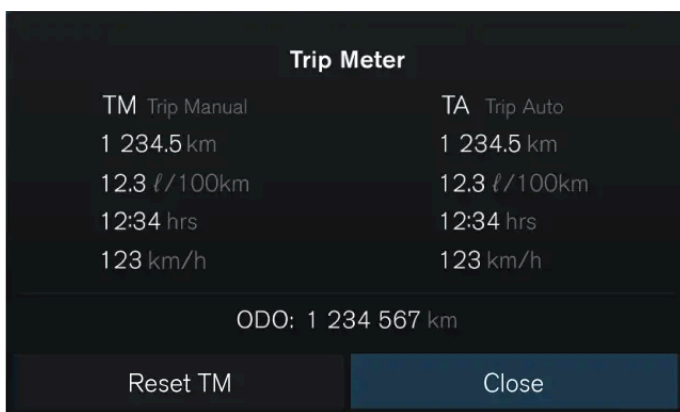 Trip Meter
TM Trip Manual
1 234.5 km
12.3 ℓ/100km
12:34 hrs
123 km/h
TA Trip Auto
1 234.5 km
12.3 ℓ/100km
12:34 hrs
123 km/h
ODO: 1 234 567 km
Reset TM
Close